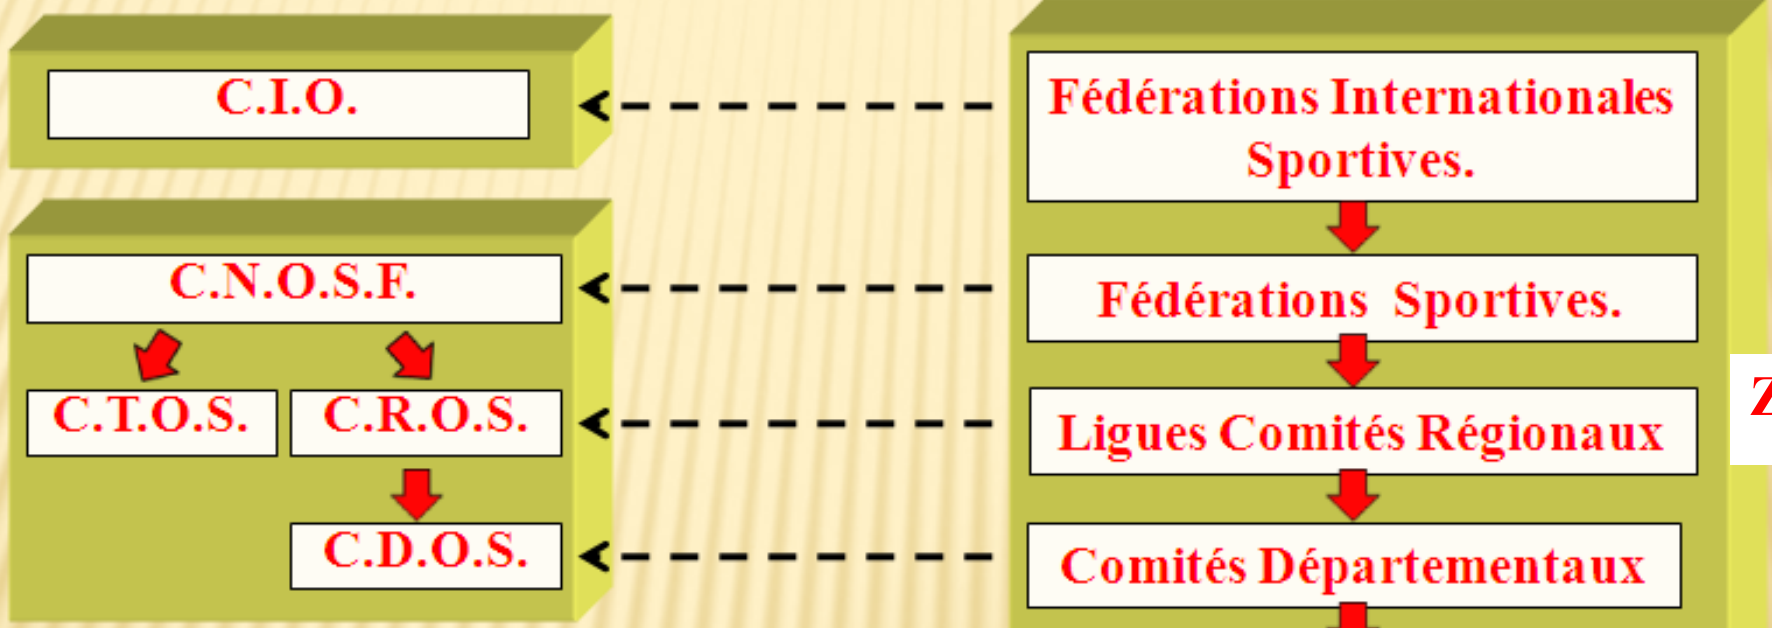 C.I.O.
C.N.O.S.F.
C.T.O.S.
C.R.O.S.
C.D.O.S.
Fédérations Internationales
Sportives.
Fédérations Sportives.
Ligues Comités Régionaux
Comités Départementaux